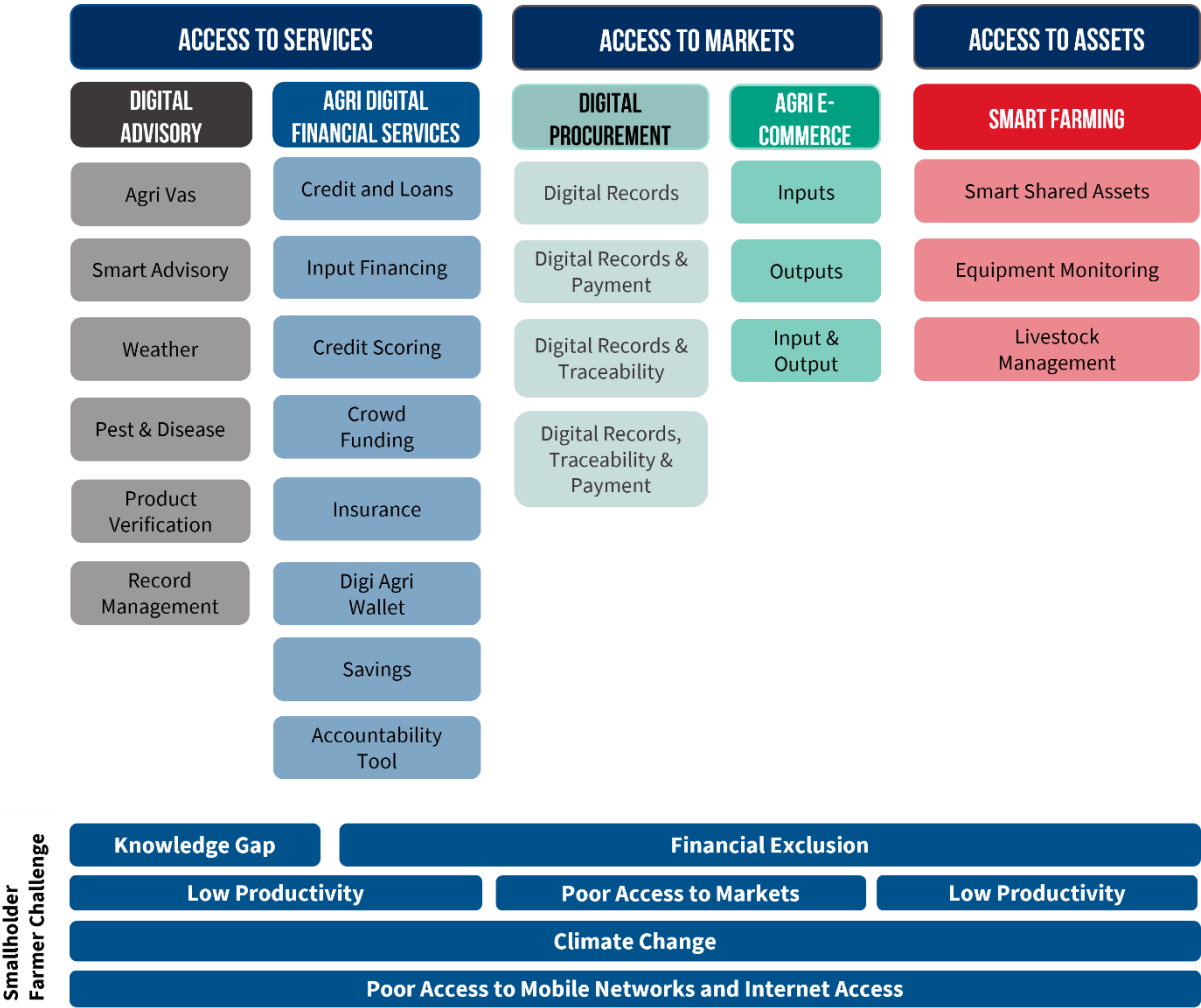 ACCESS TO SERVICES
DIGITAL
ADVISORY
Agri Vas
Smart Advisory
Weather
Pest & Disease
Product
Verification
Record
Management
AGRI DIGITAL
FINANCIAL SERVICES
Credit and Loans
Input Financing
Credit Scoring
Crowd
Funding
Insurance
Digi Agri
Wallet
Savings
Accountability
Tool
ACCESS TO MARKETS
DIGITAL
PROCUREMENT
Digital Records
Digital Records &
Payment
Digital Records &
Traceability
Digital Records,
Traceability &
Payment
AGRI E-
COMMERCE
Inputs
Outputs
Input &
Output
ACCESS TO ASSETS
SMART FARMING
Smart Shared Assets
Equipment Monitoring
Livestock
Management
Smallholder
Farmer Challenge
Knowledge Gap
Financial Exclusion
Low Productivity
Poor Access to Markets
Low Productivity
Climate Change
Poor Access to Mobile Networks and Internet Access